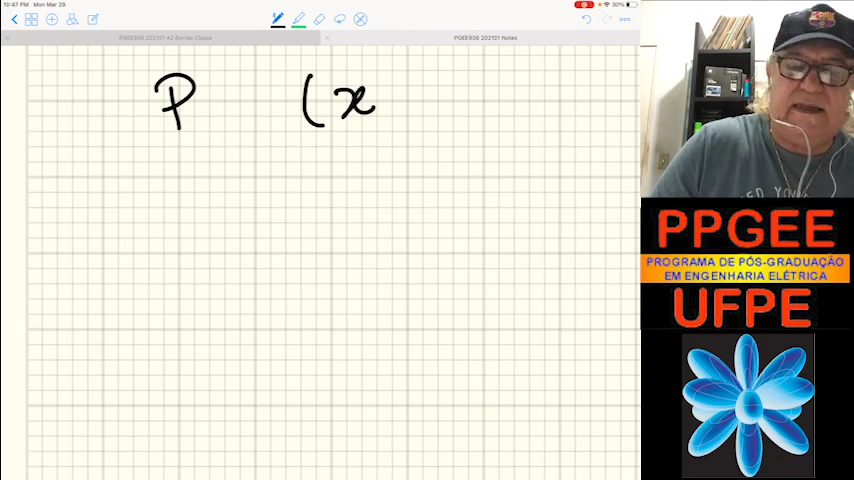 10:47 PM Mon Mar 29
30%
PGEE936 202101 A2 Borrás Classe
PGEE936 202101 Notes
P (x
PPGEE
PROGRAMA DE PÓS-GRADUAÇÃO
EM ENGENHARIA ELÉTRICA
UFPE